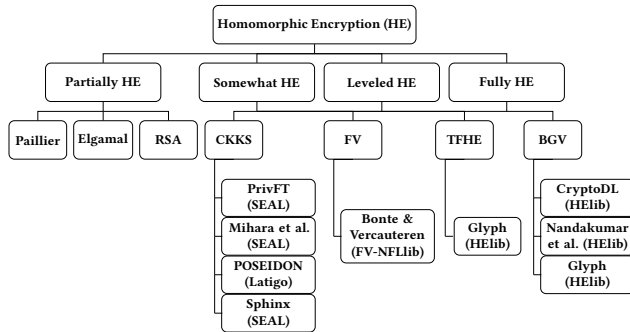 Homomorphic Encryption (HE)
Partially HE
Somewhat HE
Leveled HE
Fully HE
Paillier
Elgamal
RSA
CKKS
FV
TFHE
BGV
PrivFT
(SEAL)
Mihara et al.
(SEAL)
POSEIDON
(Latigo)
Sphinx
(SEAL)
Bonte &
Vercauteren
(FV-NFLlib)
Glyph
(HElib)
CryptoDL
(HElib)
Nandakumar
et al. (HElib)
Glyph
(HElib)